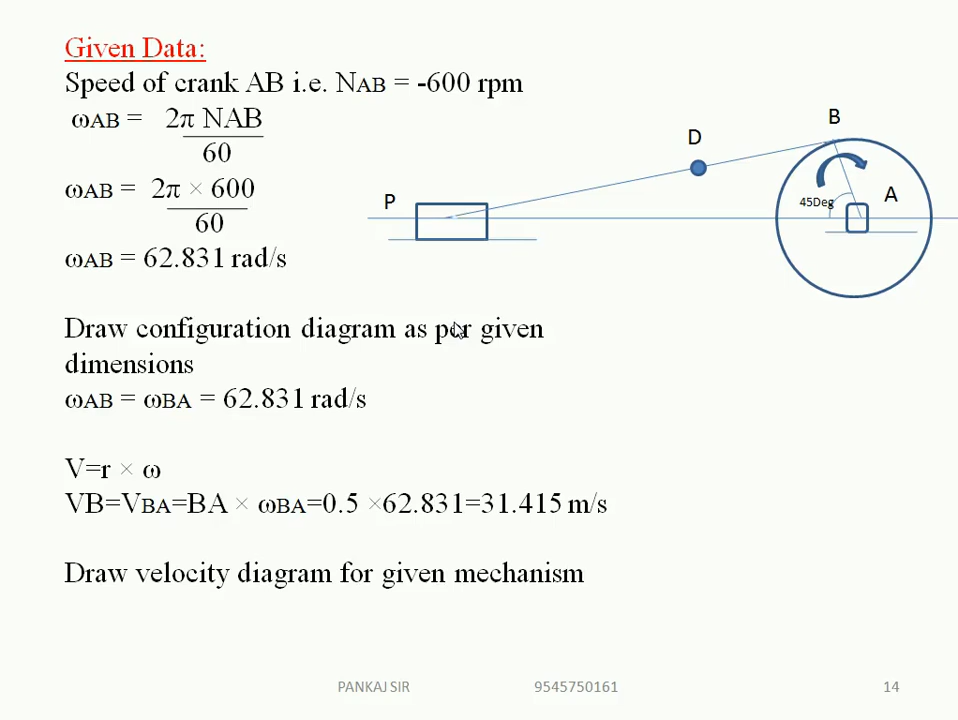 Given Data:
Speed of crank AB i.e. NAB = -600 rpm
ωAB = 2π NAB
60
ωAB = 2π × 600
60
ωAB = 62.831 rad/s
Draw configuration diagram as per given
dimensions
ωAB = ωBA = 62.831 rad/s
V=r × ω
VB=VBA=BA × ωBA=0.5 ×62.831=31.415 m/s
Draw velocity diagram for given mechanism
B
D
P
45Deg
A
PANKAJ SIR 9545750161 14